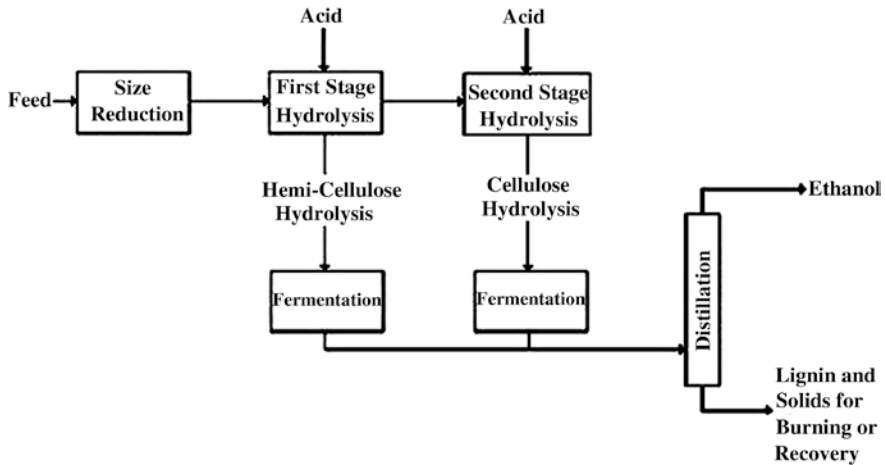 Acid
Acid
Feed
Size
Reduction
First Stage
Hydrolysis
Second Stage
Hydrolysis
Hemi-Cellulose
Hydrolysis
Cellulose
Hydrolysis
Ethanol
Fermentation
Fermentation
Distillation
Lignin and
Solids for
Burning or
Recovery